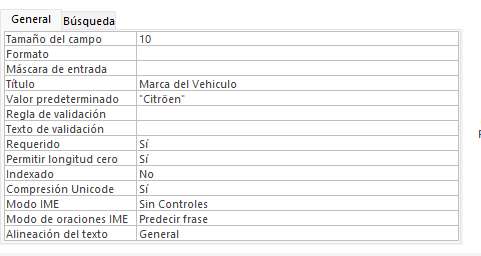 General Búsqueda
Tamaño del campo 10
Formato
Máscara de entrada
Título Marca del Vehiculo
Valor predeterminado "Citröen"
Regla de validación
Texto de validación
Requerido Sí
Permitir longitud cero Sí
Indexado No
Compresión Unicode Sí
Modo IME Sin Controles
Modo de oraciones IME Predecir frase
Alineación del texto General